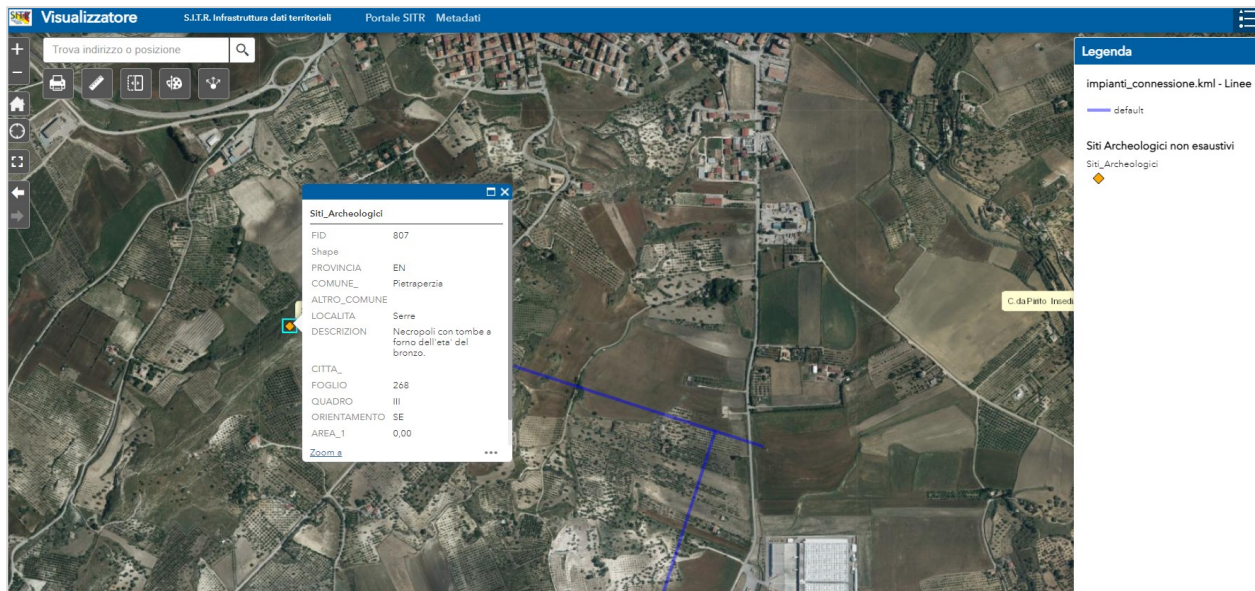 SITR Visualizzatore S.I.T.R. Infrastruttura dati territoriali Portale SITR Metadati
Trova indirizzo o posizione
Legenda
impianti_connessione.kml - Linee
default
Siti Archeologici non esaustivi
Siti_Archeologici
Siti_Archeologici
FID 807
Shape
PROVINCIA EN
COMUNE_ Pietraperzia
ALTRO_COMUNE
LOCALITA Serre
DESCRIZION Necropoli con tombe a
forno dell'eta' del
bronzo.
CITTA_
FOGLIO 268
QUADRO III
ORIENTAMENTO SE
AREA_1 0,00
Zoom a
C.da Pirito Insedi